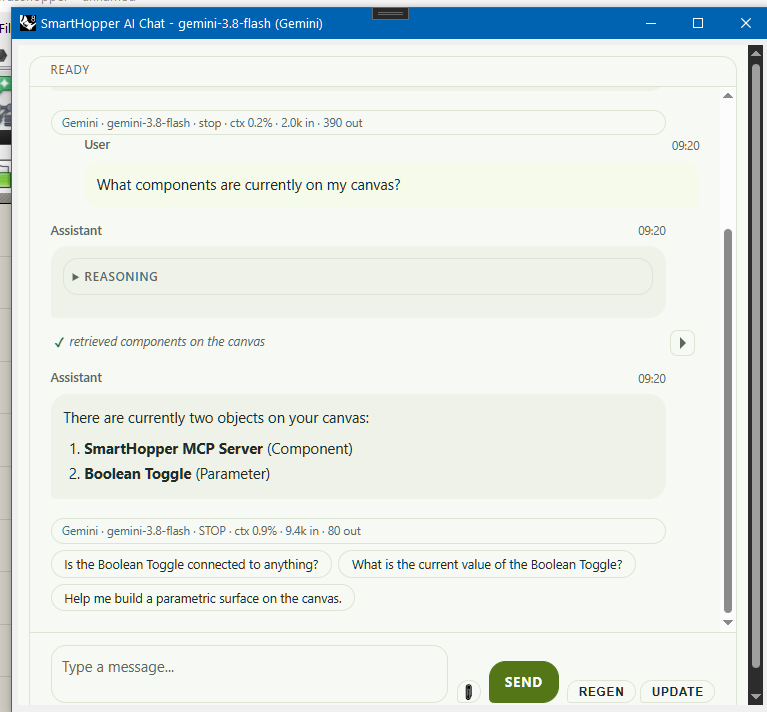 SmartHopper AI Chat - gemini-3.8-flash (Gemini)
Fil
READY
Gemini · gemini-3.8-flash · stop · ctx 0.2% · 2.0k in · 390 out
User 09:20
What components are currently on my canvas?
Assistant 09:20
▶ REASONING
✓ retrieved components on the canvas
Assistant 09:20
There are currently two objects on your canvas:
1. SmartHopper MCP Server (Component)
2. Boolean Toggle (Parameter)
Gemini · gemini-3.8-flash · STOP · ctx 0.9% · 9.4k in · 80 out
Is the Boolean Toggle connected to anything? What is the current value of the Boolean Toggle?
Help me build a parametric surface on the canvas.
Type a message...
SEND REGEN UPDATE